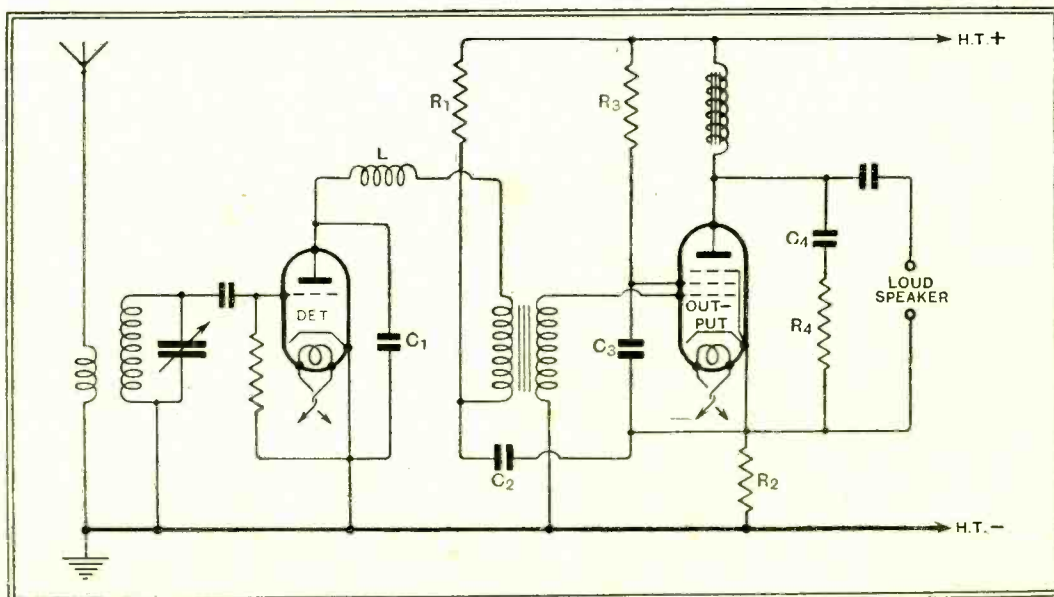 H.T.+
R1
R3
L
C4
LOUD
SPEAKER
OUT-
PUT
DET
R4
C1
C3
C2
R2
H.T.-